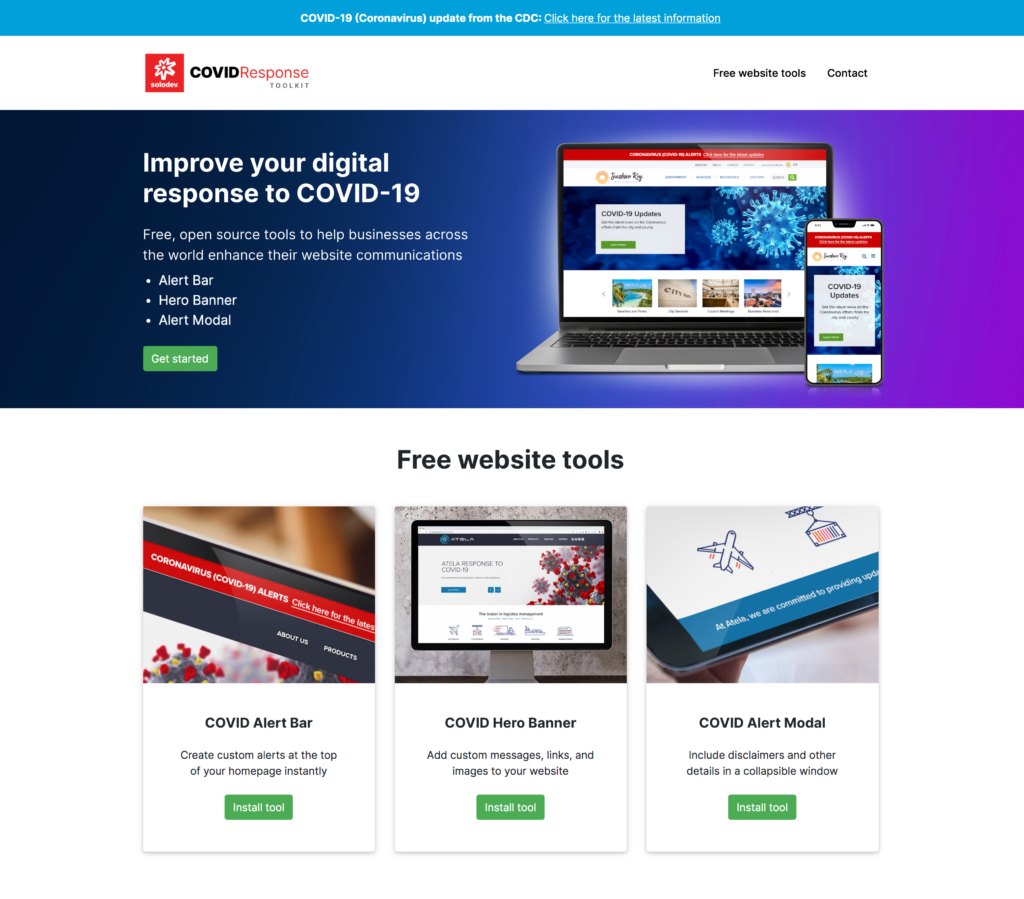 COVID-19 (Coronavirus) update from the CDC: Click here for the latest information
solodev
COVIDResponse
TOOLKIT
Free website tools
Contact
Improve your digital
response to COVID-19
Free, open source tools to help businesses across
the world enhance their website communications
• Alert Bar
• Hero Banner
• Alert Modal
Get started
CORONAVIRUS (COVID-19) ALERTS Click here for the latest updates
Sunshine Key
COVID-19 Updates
Get the latest news on the Coronavirus
efforts from the city and county
Learn More
Beaches and Parks
City Services
Council Meetings
Business Resources
CORONAVIRUS (COVID-19) ALERTS
Click here for the latest updates
Sunshine Key
COVID-19
Updates
Get the latest news on the
Coronavirus efforts from the
city and county
Learn More
Free website tools
CORONAVIRUS (COVID-19) ALERTS Click here for the lates
ABOUT US
PRODUCTS
ATELA
ATELA RESPONSE TO
COVID-19
The leader in logistics management
At Atela, we are committed to providing upda
COVID Alert Bar
Create custom alerts at the top
of your homepage instantly
Install tool
COVID Hero Banner
Add custom messages, links, and
images to your website
Install tool
COVID Alert Modal
Include disclaimers and other
details in a collapsible window
Install tool